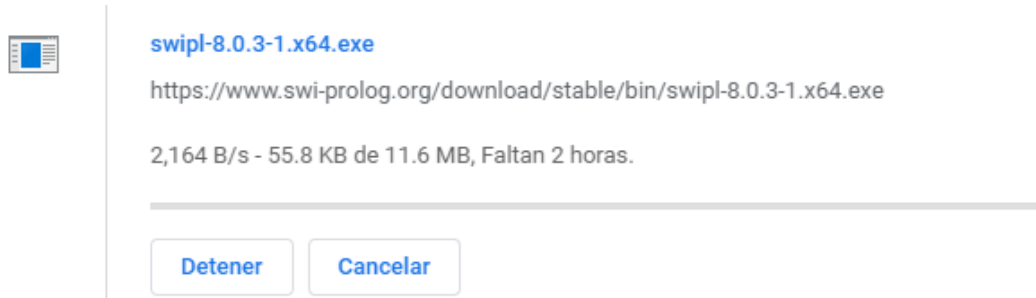 swipl-8.0.3-1.x64.exe
https://www.swi-prolog.org/download/stable/bin/swipl-8.0.3-1.x64.exe
2,164 B/s - 55.8 KB de 11.6 MB, Faltan 2 horas.
Detener Cancelar